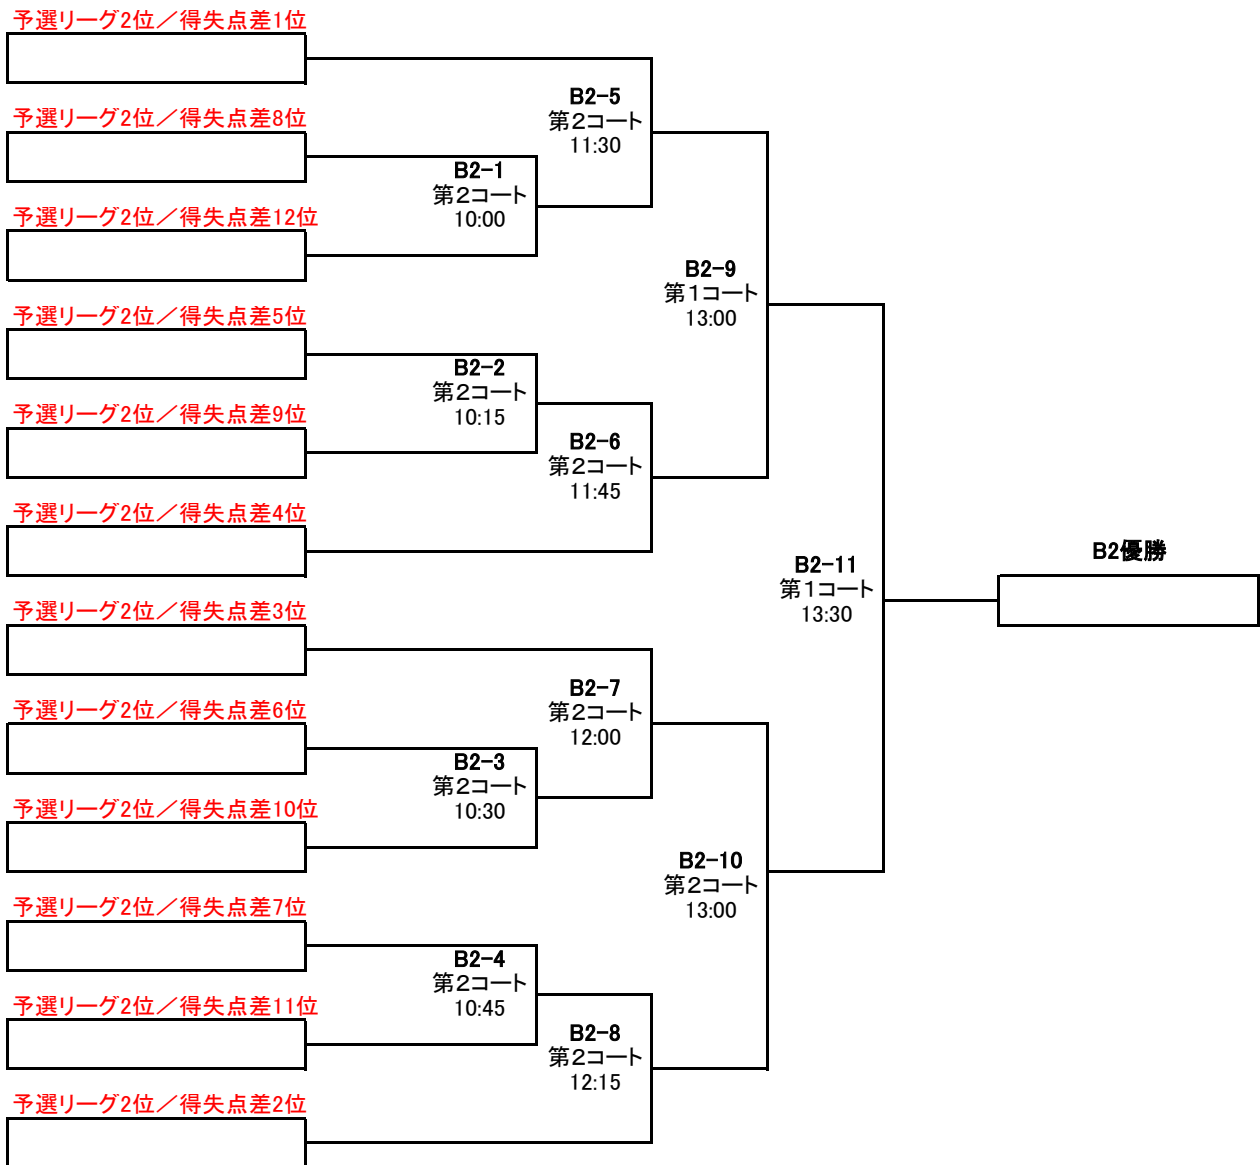 予選リーグ2位／得失点差1位
B2-5
第2コート
11:30
予選リーグ2位／得失点差8位
B2-1
第2コート
10:00
予選リーグ2位／得失点差12位
B2-9
第1コート
13:00
予選リーグ2位／得失点差5位
B2-2
第2コート
10:15
予選リーグ2位／得失点差9位
B2-6
第2コート
11:45
予選リーグ2位／得失点差4位
B2-11
第1コート
13:30
B2優勝
予選リーグ2位／得失点差3位
B2-7
第2コート
12:00
予選リーグ2位／得失点差6位
B2-3
第2コート
10:30
予選リーグ2位／得失点差10位
B2-10
第2コート
13:00
予選リーグ2位／得失点差7位
B2-4
第2コート
10:45
予選リーグ2位／得失点差11位
B2-8
第2コート
12:15
予選リーグ2位／得失点差2位